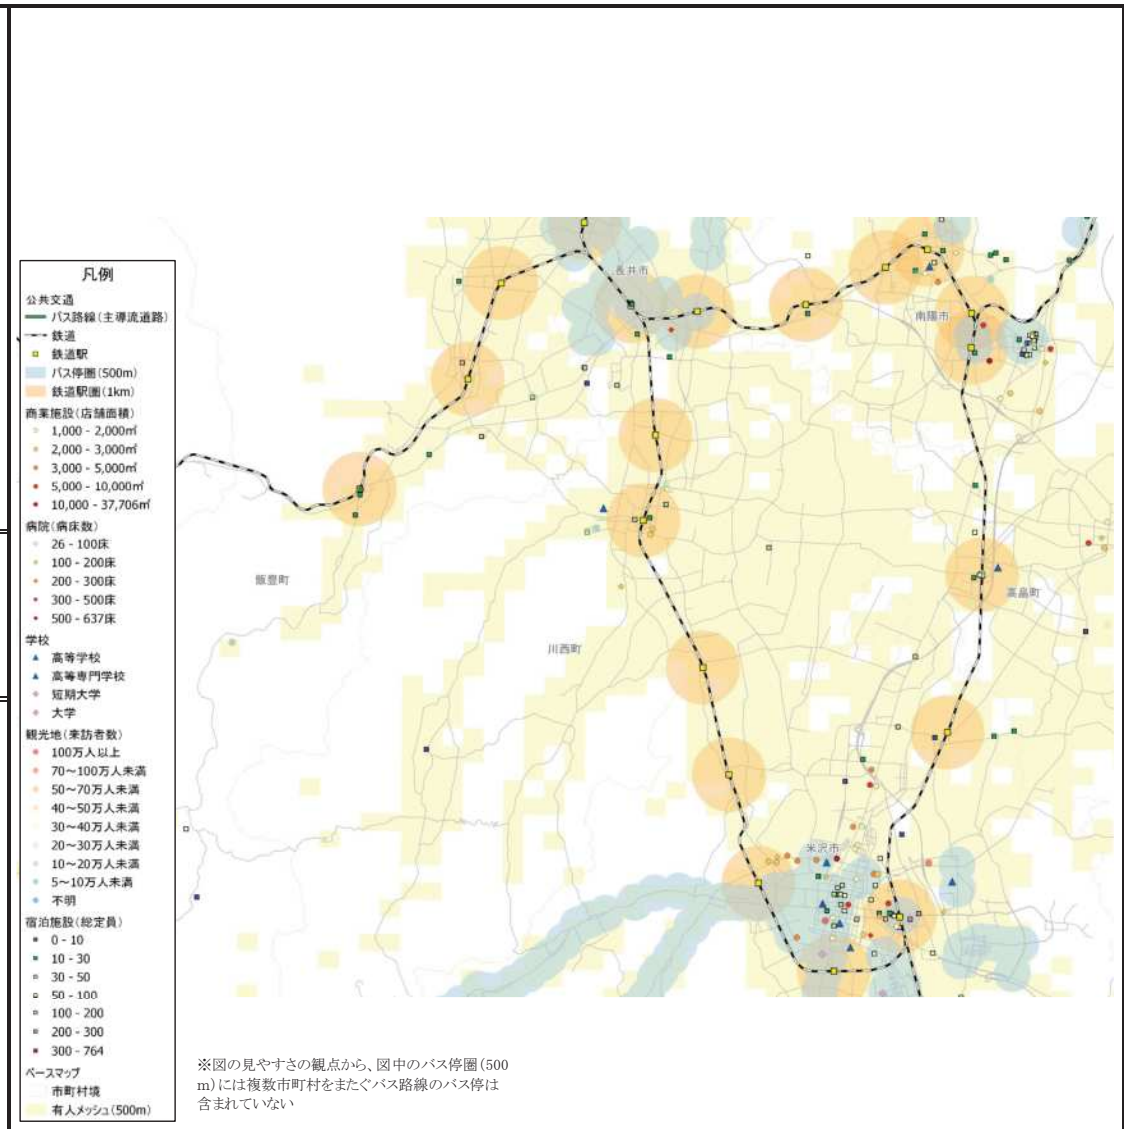 凡例
公共交通
バス路線(主導流道路)
鉄道
鉄道駅
バス停圏(500m)
鉄道駅圏(1km)
商業施設(店舗面積)
1,000 - 2,000㎡
2,000 - 3,000㎡
3,000 - 5,000㎡
5,000 - 10,000㎡
10,000 - 37,706㎡
病院(病床数)
26 - 100床
100 - 200床
200 - 300床
300 - 500床
500 - 637床
学校
高等学校
高等専門学校
短期大学
大学
観光地(来訪者数)
100万人以上
70～100万人未満
50～70万人未満
40～50万人未満
30～40万人未満
20～30万人未満
10～20万人未満
5～10万人未満
不明
宿泊施設(総定員)
0 - 10
10 - 30
30 - 50
50 - 100
100 - 200
200 - 300
300 - 764
ベースマップ
市町村境
有人メッシュ(500m)
長井市
南陽市
飯豊町
高畠町
川西町
米沢市
※図の見やすさの観点から、図中のバス停圏(500
m)には複数市町村をまたぐバス路線のバス停は
含まれていない